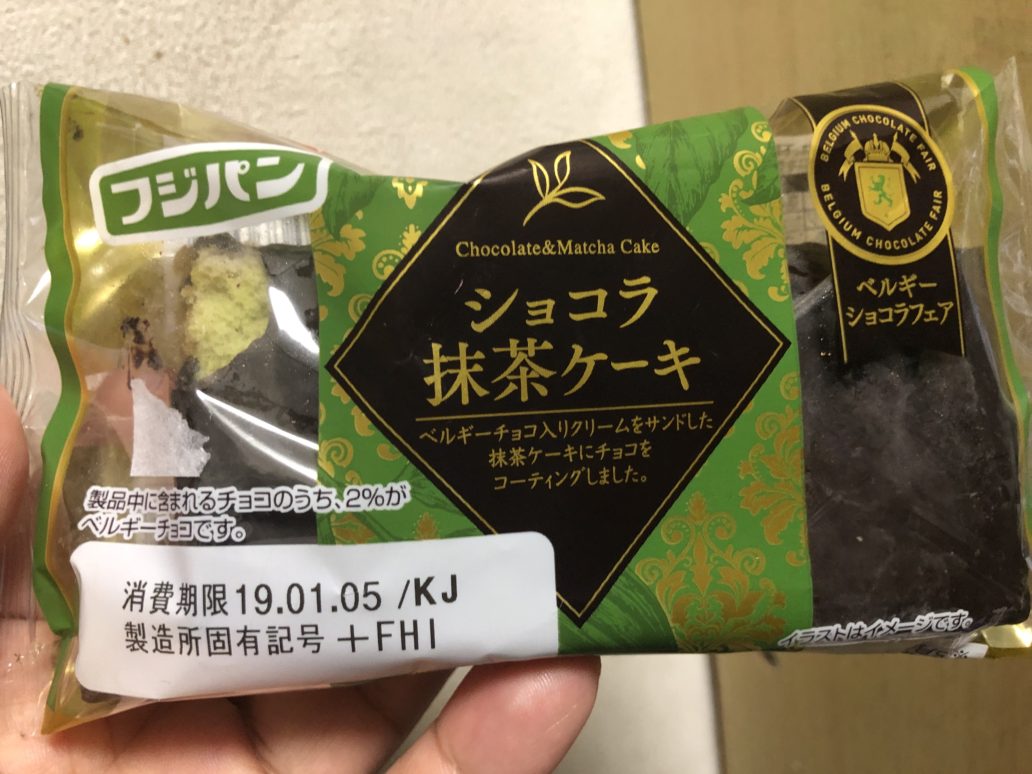 フジパン
Chocolate&Matcha Cake
ショコラ
抹茶ケーキ
ベルギーチョコ入りクリームをサンドした
抹茶ケーキにチョコを
コーティングしました。
BELGIUM CHOCOLATE FAIR
BELGIUM CHOCOLATE FAIR
ベルギー
ショコラフェア
製品中に含まれるチョコのうち、2%が
ベルギーチョコです。
消費期限 19.01.05 /KJ
製造所固有記号 +FHI
イラストはイメージです。